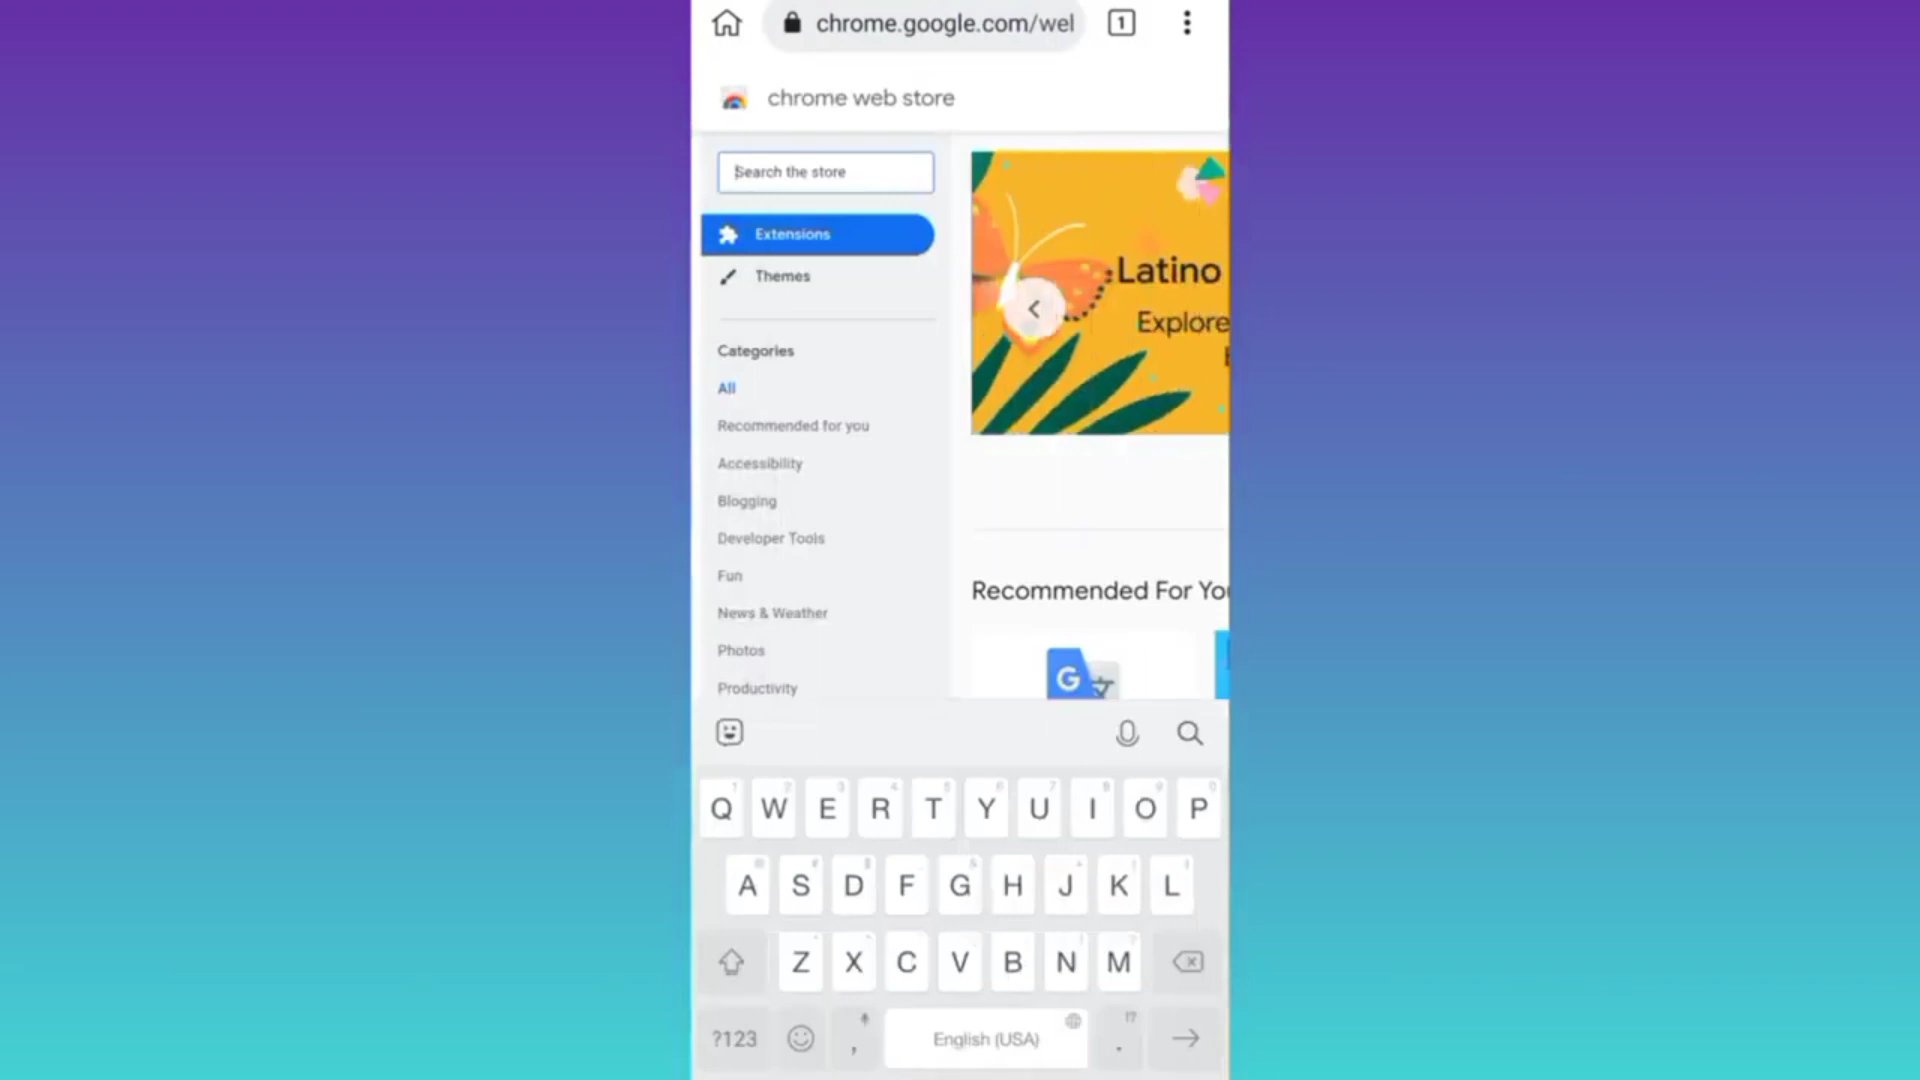 chrome.google.com/wel
1
chrome web store
Search the store
Extensions
Themes
Categories
All
Recommended for you
Accessibility
Blogging
Developer Tools
Fun
News & Weather
Photos
Productivity
Latino
Explore
Recommended For You
G
Q W E R T Y U I O P
A S D F G H J K L
Z X C V B N M
?123 , English (USA) . !?